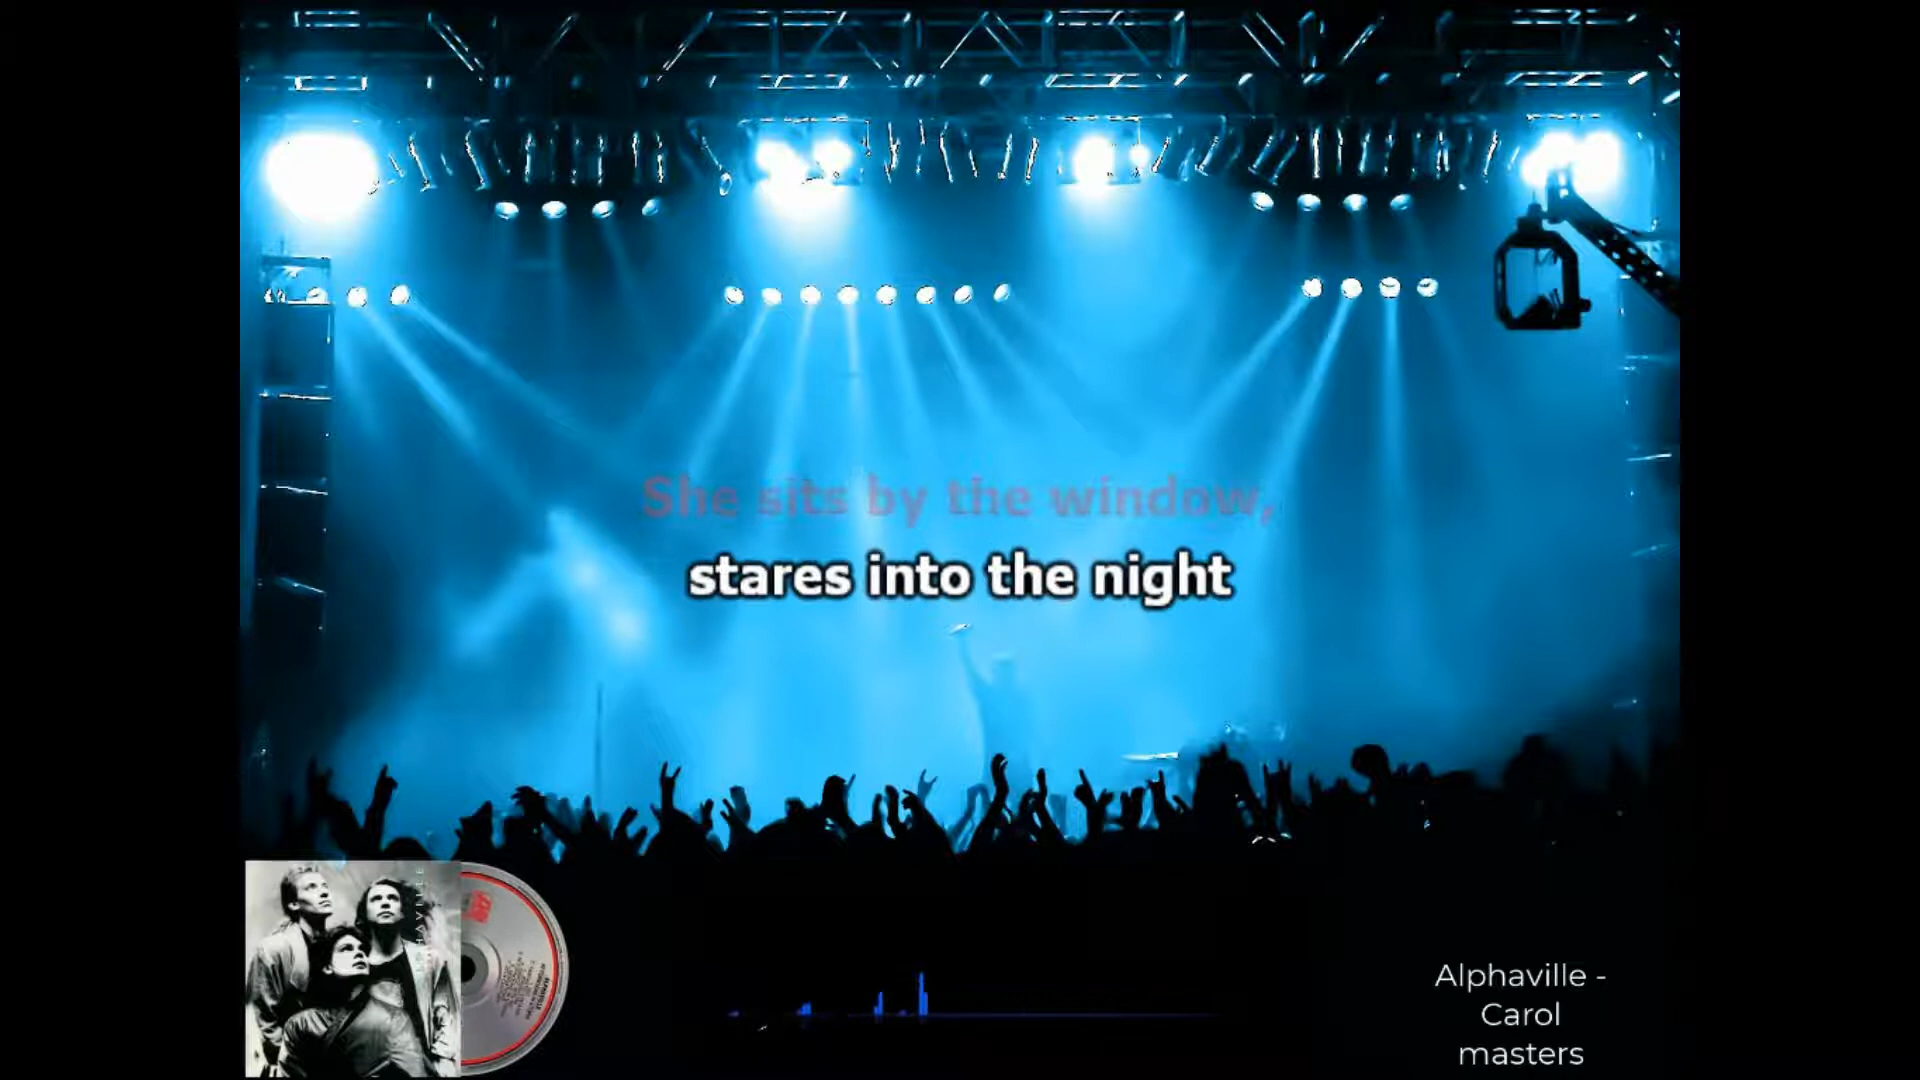 She sits by the window,
stares into the night
Alphaville -
Carol
masters